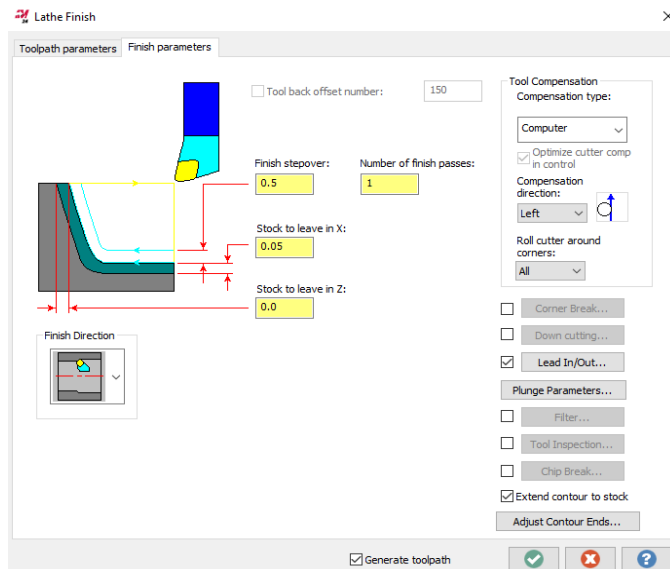 Lathe Finish
Toolpath parameters
Finish parameters
Tool back offset number:
150
Finish stepover:
Number of finish passes:
0.5
1
Stock to leave in X:
0.05
Stock to leave in Z:
0.0
Finish Direction
Tool Compensation
Compensation type:
Computer
Optimize cutter comp
in control
Compensation
direction:
Left
Roll cutter around
corners:
All
Corner Break...
Down cutting...
Lead In/Out...
Plunge Parameters...
Filter...
Tool Inspection...
Chip Break...
Extend contour to stock
Adjust Contour Ends...
Generate toolpath